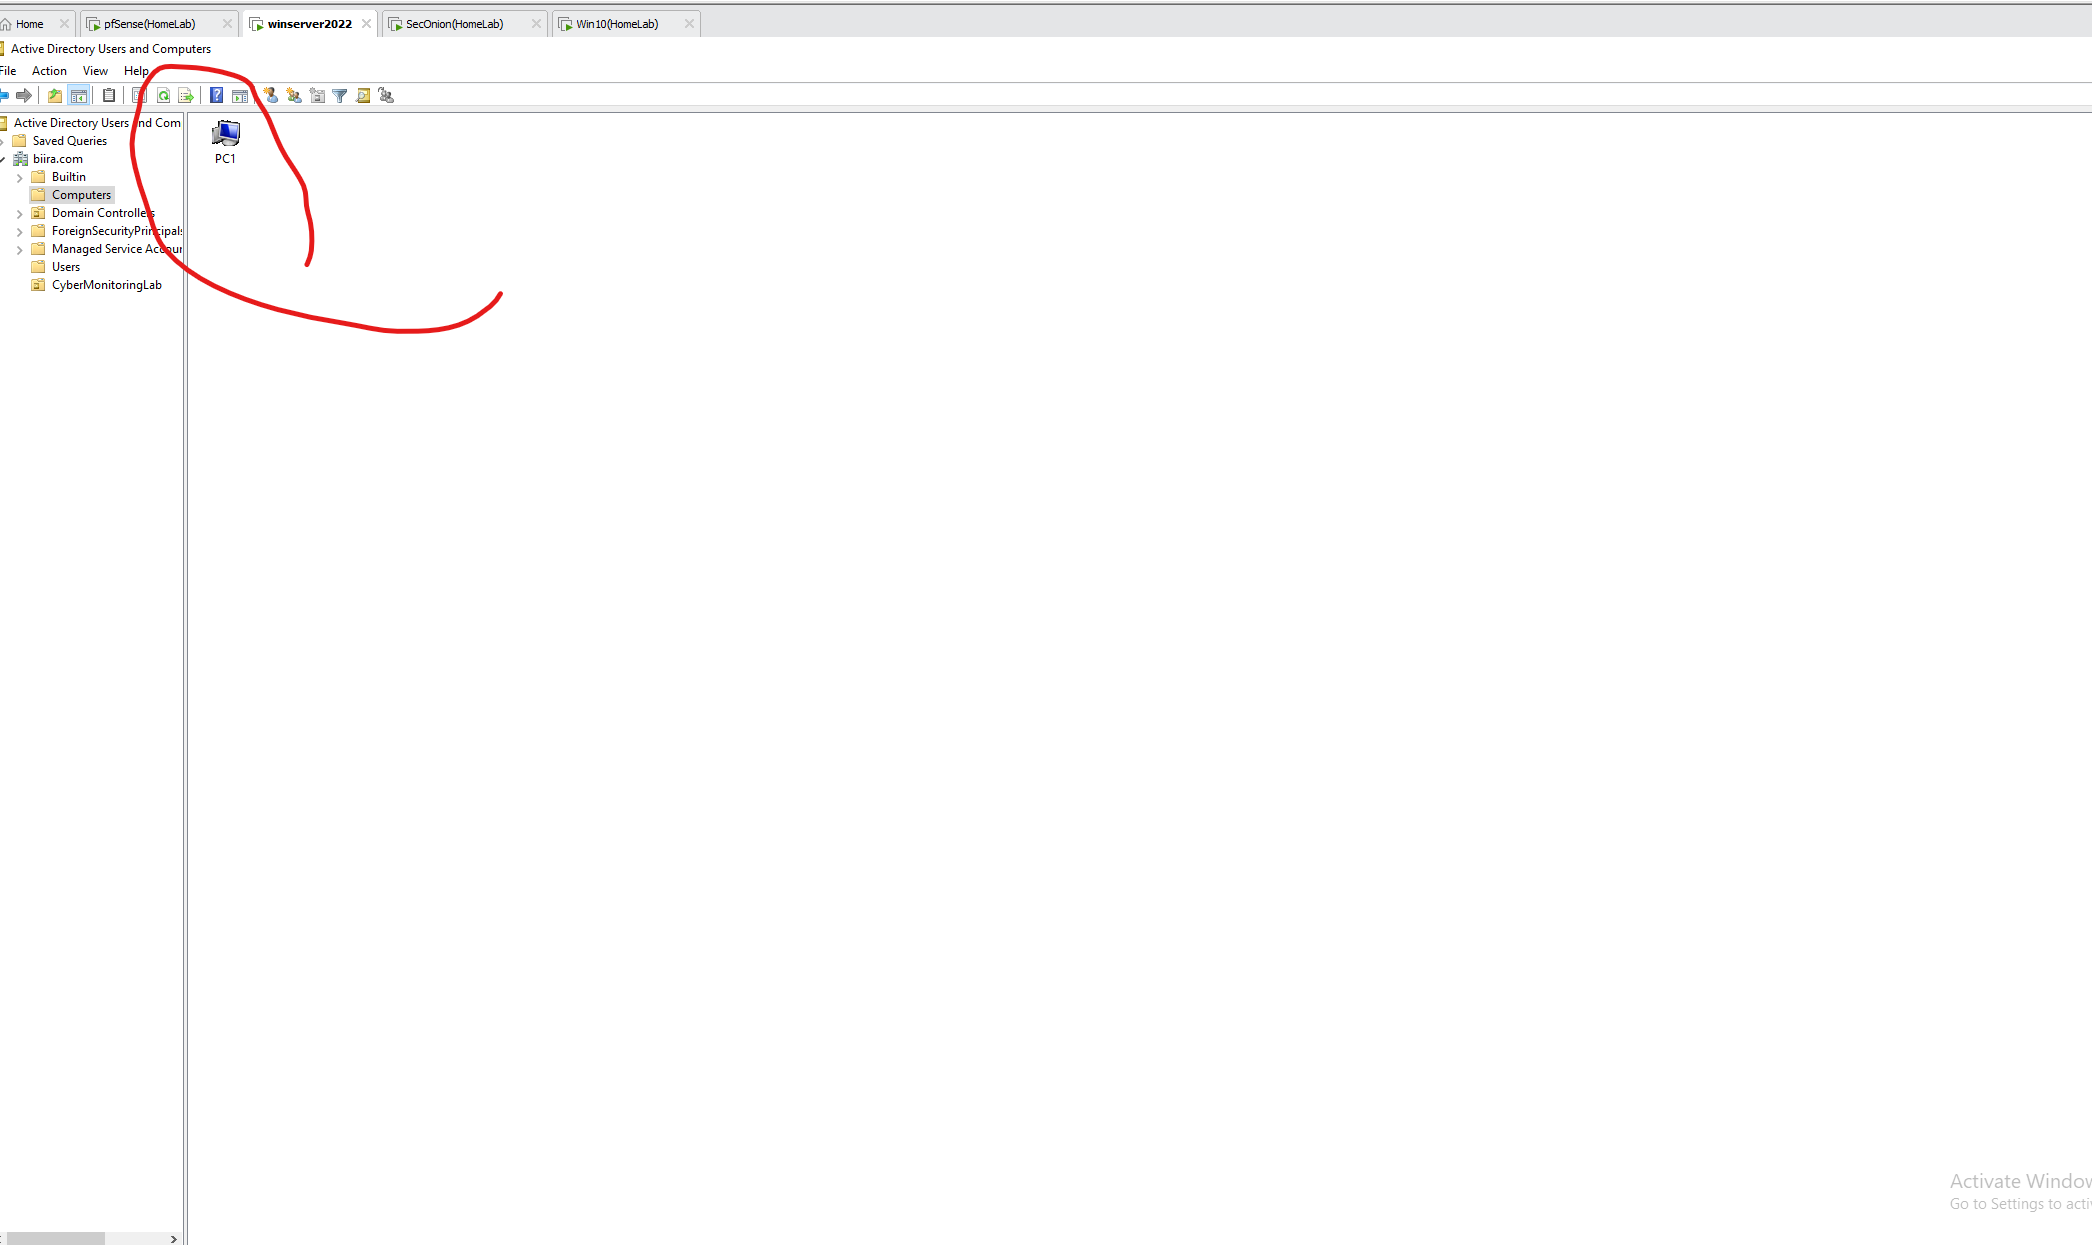 Home pfSense(HomeLab) winserver2022 SecOnion(HomeLab) Win10(HomeLab)
Active Directory Users and Computers
File Action View Help
Active Directory Users and Com
Saved Queries
biira.com
Builtin
Computers
Domain Controllers
ForeignSecurityPrincipals
Managed Service Accour
Users
CyberMonitoringLab
PC1
Activate Window
Go to Settings to acti